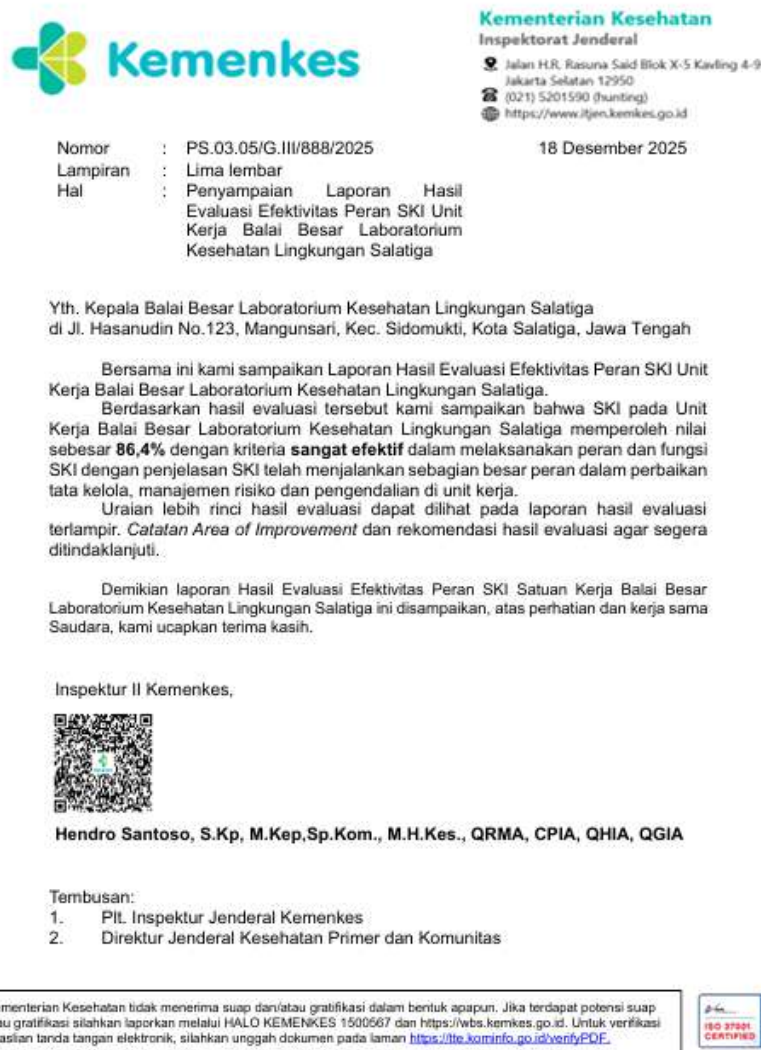 Kemenkes
Kementerian Kesehatan
Inspektorat Jenderal
Jalan H.R. Rasuna Said Blok X-5 Kavling 4-9
Jakarta Selatan 12950
(021) 5201590 (hunting)
https://www.itjen.kemkes.go.id
Nomor : PS.03.05/G.III/888/2025 18 Desember 2025
Lampiran : Lima lembar
Hal : Penyampaian Laporan Hasil
Evaluasi Efektivitas Peran SKI Unit
Kerja Balai Besar Laboratorium
Kesehatan Lingkungan Salatiga
Yth. Kepala Balai Besar Laboratorium Kesehatan Lingkungan Salatiga
di Jl. Hasanudin No.123, Mangunsari, Kec. Sidomukti, Kota Salatiga, Jawa Tengah
Bersama ini kami sampaikan Laporan Hasil Evaluasi Efektivitas Peran SKI Unit
Kerja Balai Besar Laboratorium Kesehatan Lingkungan Salatiga.
Berdasarkan hasil evaluasi tersebut kami sampaikan bahwa SKI pada Unit
Kerja Balai Besar Laboratorium Kesehatan Lingkungan Salatiga memperoleh nilai
sebesar 86,4% dengan kriteria sangat efektif dalam melaksanakan peran dan fungsi
SKI dengan penjelasan SKI telah menjalankan sebagian besar peran dalam perbaikan
tata kelola, manajemen risiko dan pengendalian di unit kerja.
Uraian lebih rinci hasil evaluasi dapat dilihat pada laporan hasil evaluasi
terlampir. Catatan Area of Improvement dan rekomendasi hasil evaluasi agar segera
ditindaklanjuti.
Demikian laporan Hasil Evaluasi Efektivitas Peran SKI Satuan Kerja Balai Besar
Laboratorium Kesehatan Lingkungan Salatiga ini disampaikan, atas perhatian dan kerja sama
Saudara, kami ucapkan terima kasih.
Inspektur II Kemenkes,
Hendro Santoso, S.Kp, M.Kep,Sp.Kom., M.H.Kes., QRMA, CPIA, QHIA, QGIA
Tembusan:
1. Plt. Inspektur Jenderal Kemenkes
2. Direktur Jenderal Kesehatan Primer dan Komunitas
ementerian Kesehatan tidak menerima suap dan/atau gratifikasi dalam bentuk apapun. Jika terdapat potensi suap
au gratifikasi silahkan laporkan melalui HALO KEMENKES 1500567 dan https://wbs.kemkes.go.id. Untuk verifikasi
aslian tanda tangan elektronik, silahkan unggah dokumen pada laman https://tte.kominfo.go.id/verifyPDF.
ISO 37001
CERTIFIED